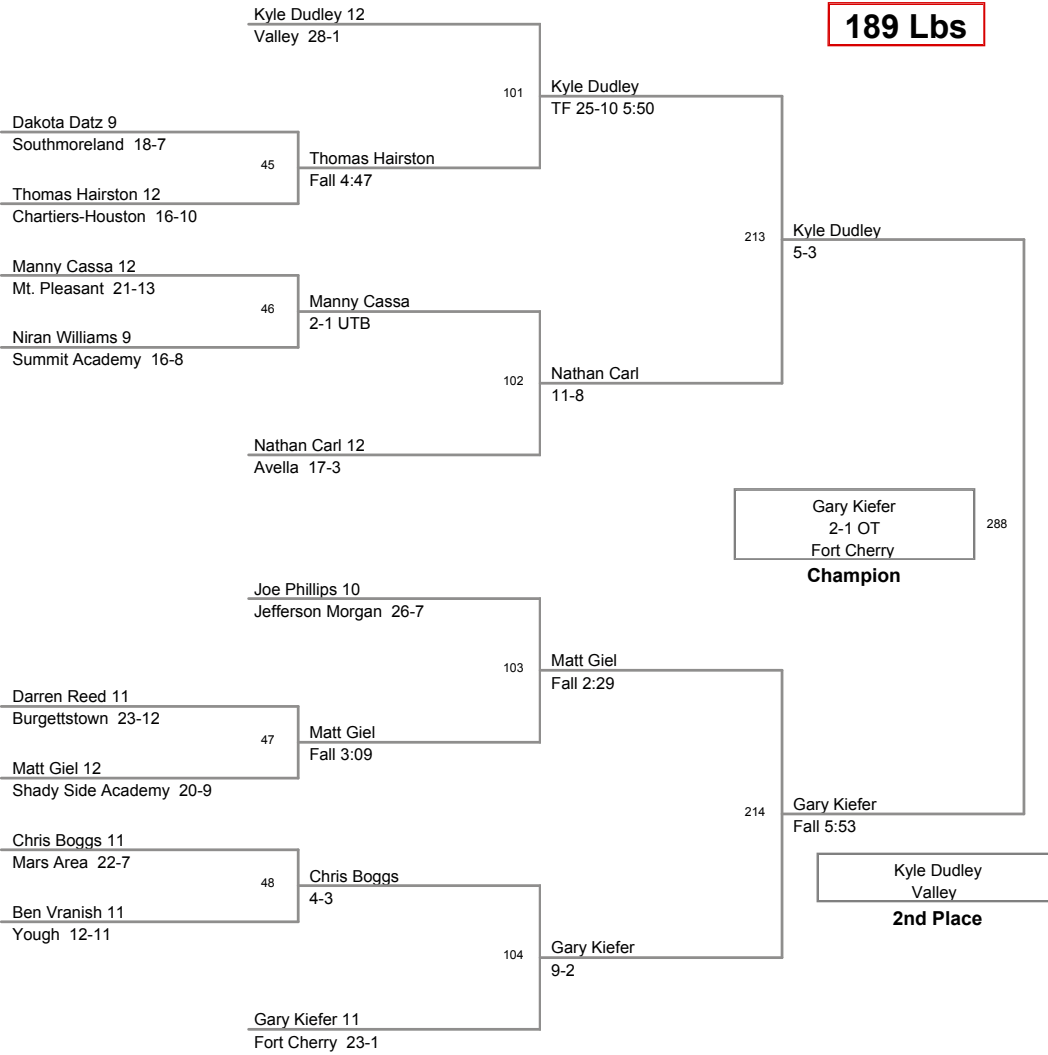 Kyle Dudley 12
Valley 28-1
189 Lbs
101
Kyle Dudley
TF 25-10 5:50
Dakota Datz 9
Southmoreland 18-7
45
Thomas Hairston
Fall 4:47
Thomas Hairston 12
Chartiers-Houston 16-10
213
Kyle Dudley
5-3
Manny Cassa 12
Mt. Pleasant 21-13
46
Manny Cassa
2-1 UTB
Niran Williams 9
Summit Academy 16-8
102
Nathan Carl
11-8
Nathan Carl 12
Avella 17-3
Gary Kiefer
2-1 OT
Fort Cherry
288
Champion
Joe Phillips 10
Jefferson Morgan 26-7
103
Matt Giel
Fall 2:29
Darren Reed 11
Burgettstown 23-12
47
Matt Giel
Fall 3:09
Matt Giel 12
Shady Side Academy 20-9
214
Gary Kiefer
Fall 5:53
Chris Boggs 11
Mars Area 22-7
48
Chris Boggs
4-3
Kyle Dudley
Valley
2nd Place
Ben Vranish 11
Yough 12-11
104
Gary Kiefer
9-2
Gary Kiefer 11
Fort Cherry 23-1